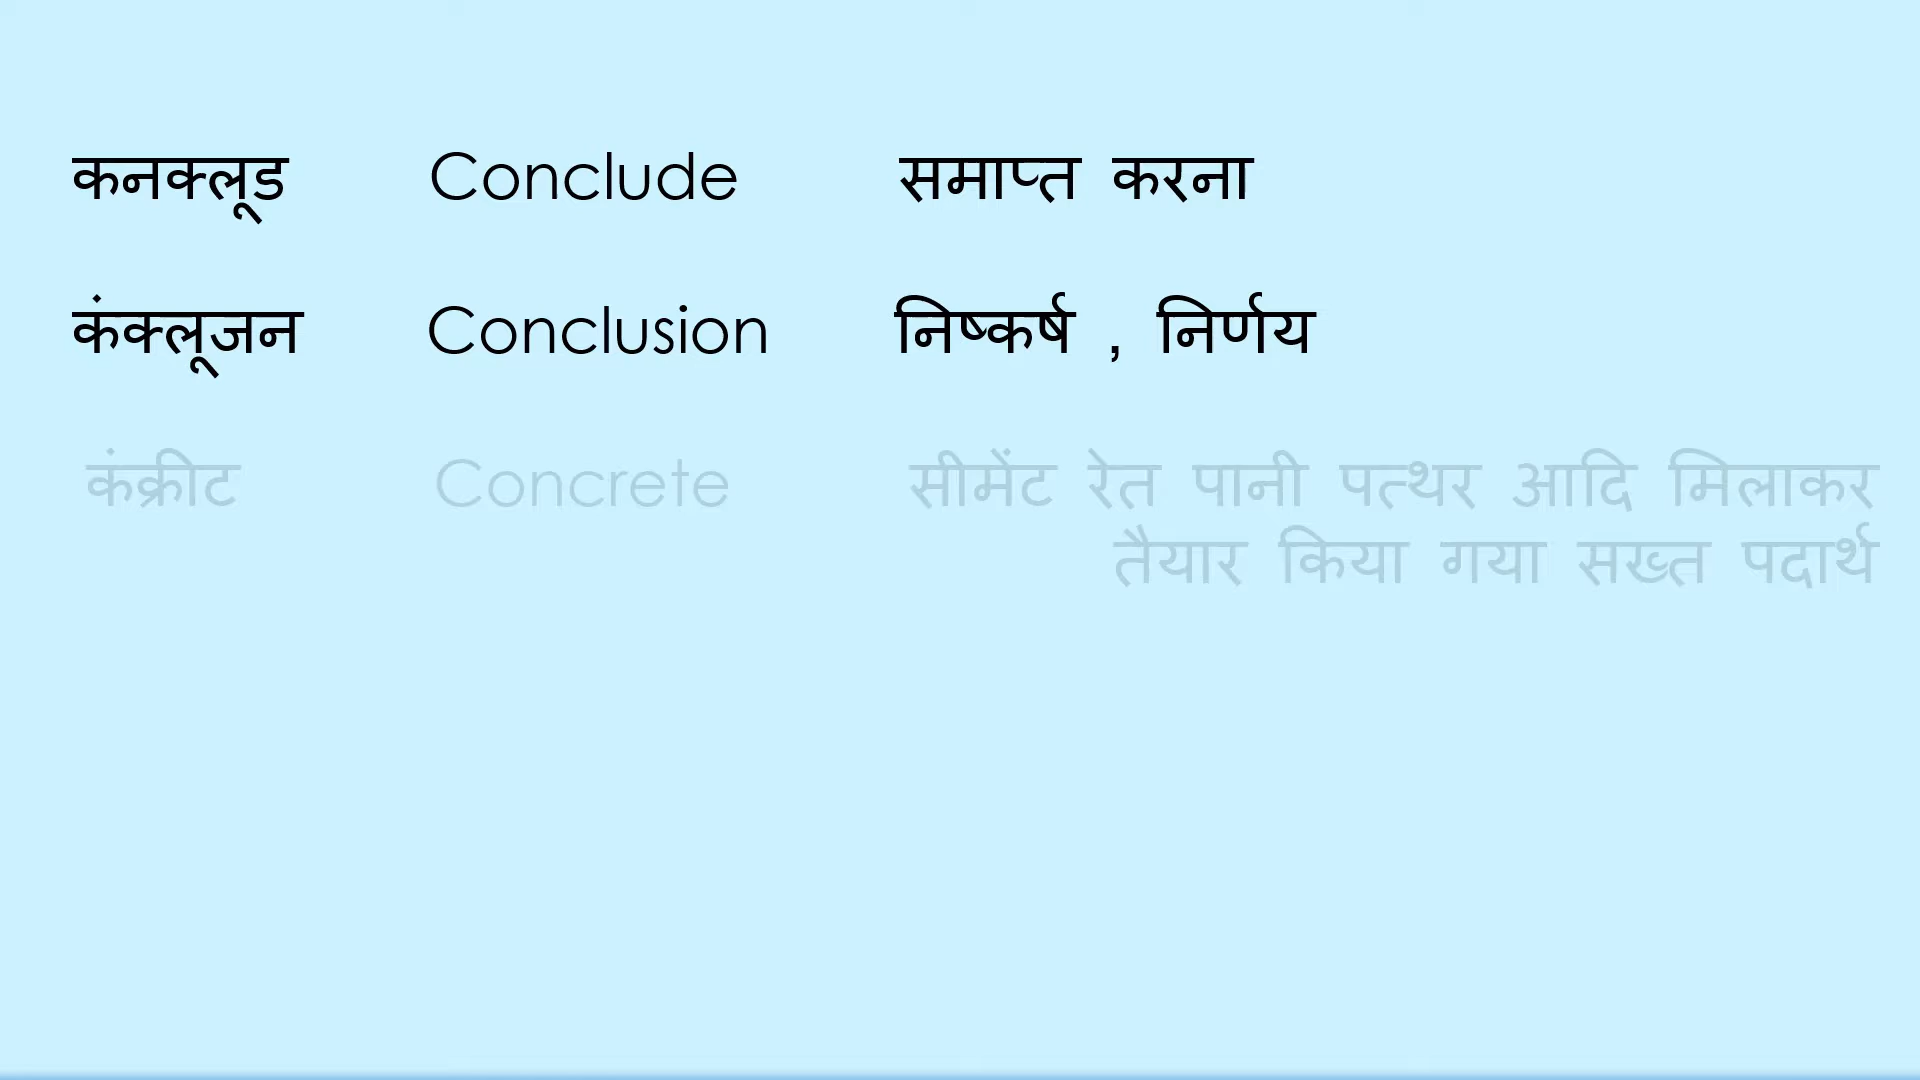 कनक्लूड Conclude समाप्त करना
कंक्लूजन Conclusion निष्कर्ष , निर्णय
कंक्रीट Concrete सीमेंट रेत पानी पत्थर आदि मिलाकर
तैयार किया गया सख्त पदार्थ